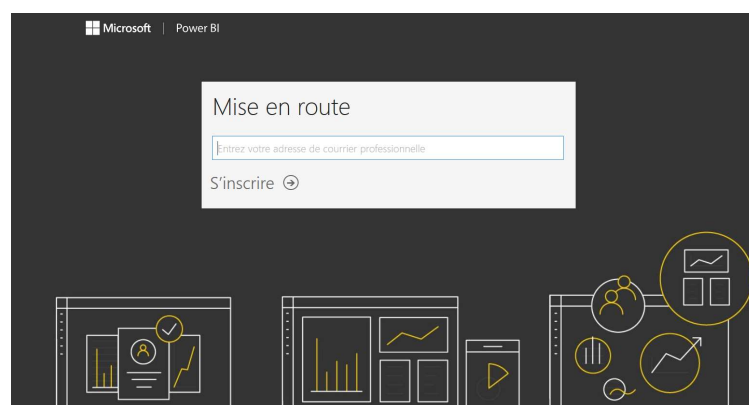 Microsoft | Power BI
Mise en route
Entrez votre adresse de courrier professionnelle
S'inscrire